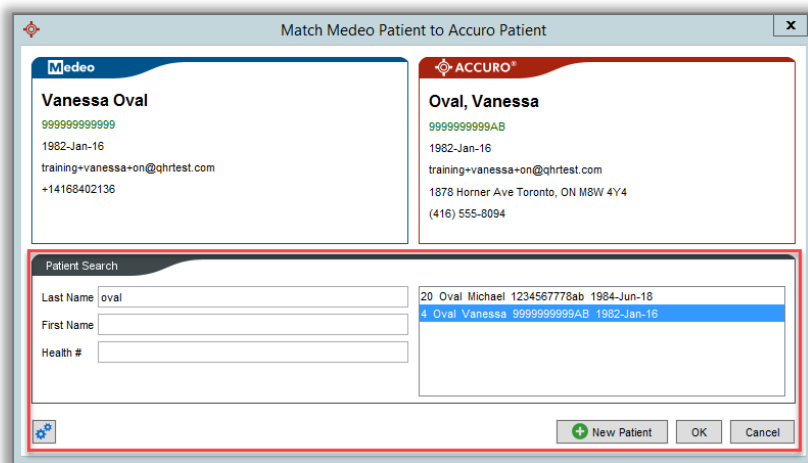 Match Medeo Patient to Accuro Patient
x
Medeo
Vanessa Oval
999999999999
1982-Jan-16
training+vanessa+on@qhrtest.com
+14168402136
ACCURO®
Oval, Vanessa
9999999999AB
1982-Jan-16
training+vanessa+on@qhrtest.com
1878 Horner Ave Toronto, ON M8W 4Y4
(416) 555-8094
Patient Search
Last Name oval
First Name
Health #
20 Oval Michael 1234567778ab 1984-Jun-18
4 Oval Vanessa 9999999999AB 1982-Jan-16
New Patient
OK
Cancel